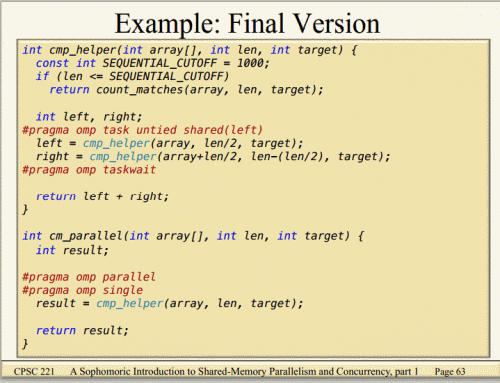 Example: Final Version
int cmp_helper(int array[], int len, int target) {
const int SEQUENTIAL_CUTOFF = 1000;
if (len <= SEQUENTIAL_CUTOFF)
return count_matches(array, len, target);
int left, right;
#pragma omp task untied shared(left)
left = cmp_helper(array, len/2, target);
right = cmp_helper(array+len/2, len-(len/2), target);
#pragma omp taskwait
return left + right;
}
int cm_parallel(int array[], int len, int target) {
int result;
#pragma omp parallel
#pragma omp single
result = cmp_helper(array, len, target);
return result;
}
CPSC 221 A Sophomoric Introduction to Shared-Memory Parallelism and Concurrency, part 1 Page 63